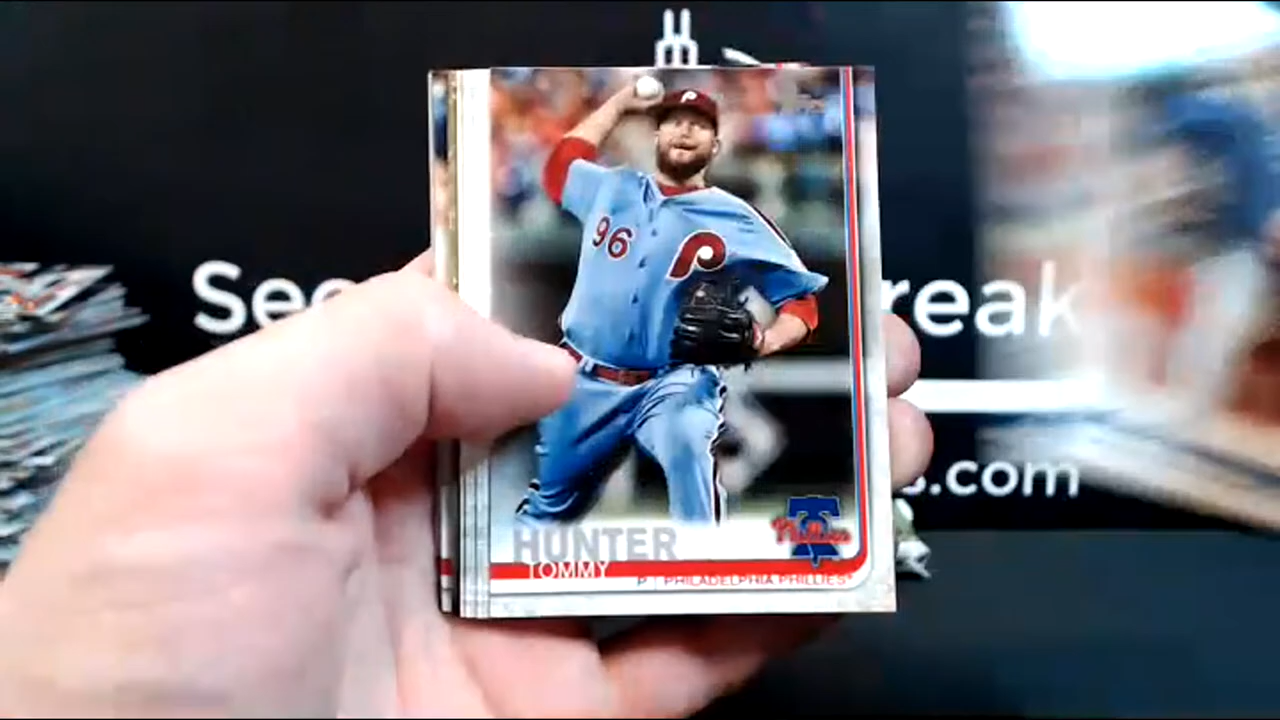 P
96
P
See
reak
s.com
HUNTER
TOMMY
Phillies
P | PHILADELPHIA PHILLIES